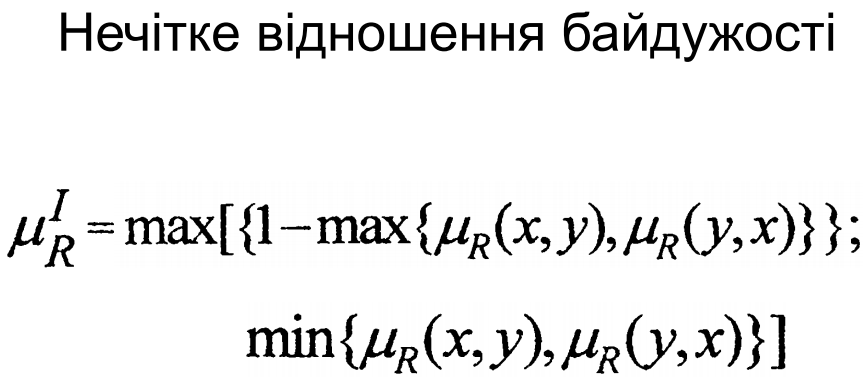 Нечітке відношення байдужості
μ_R^I = max[{1−max{μ_R(x,y),μ_R(y,x)}};
min{μ_R(x,y),μ_R(y,x)}]